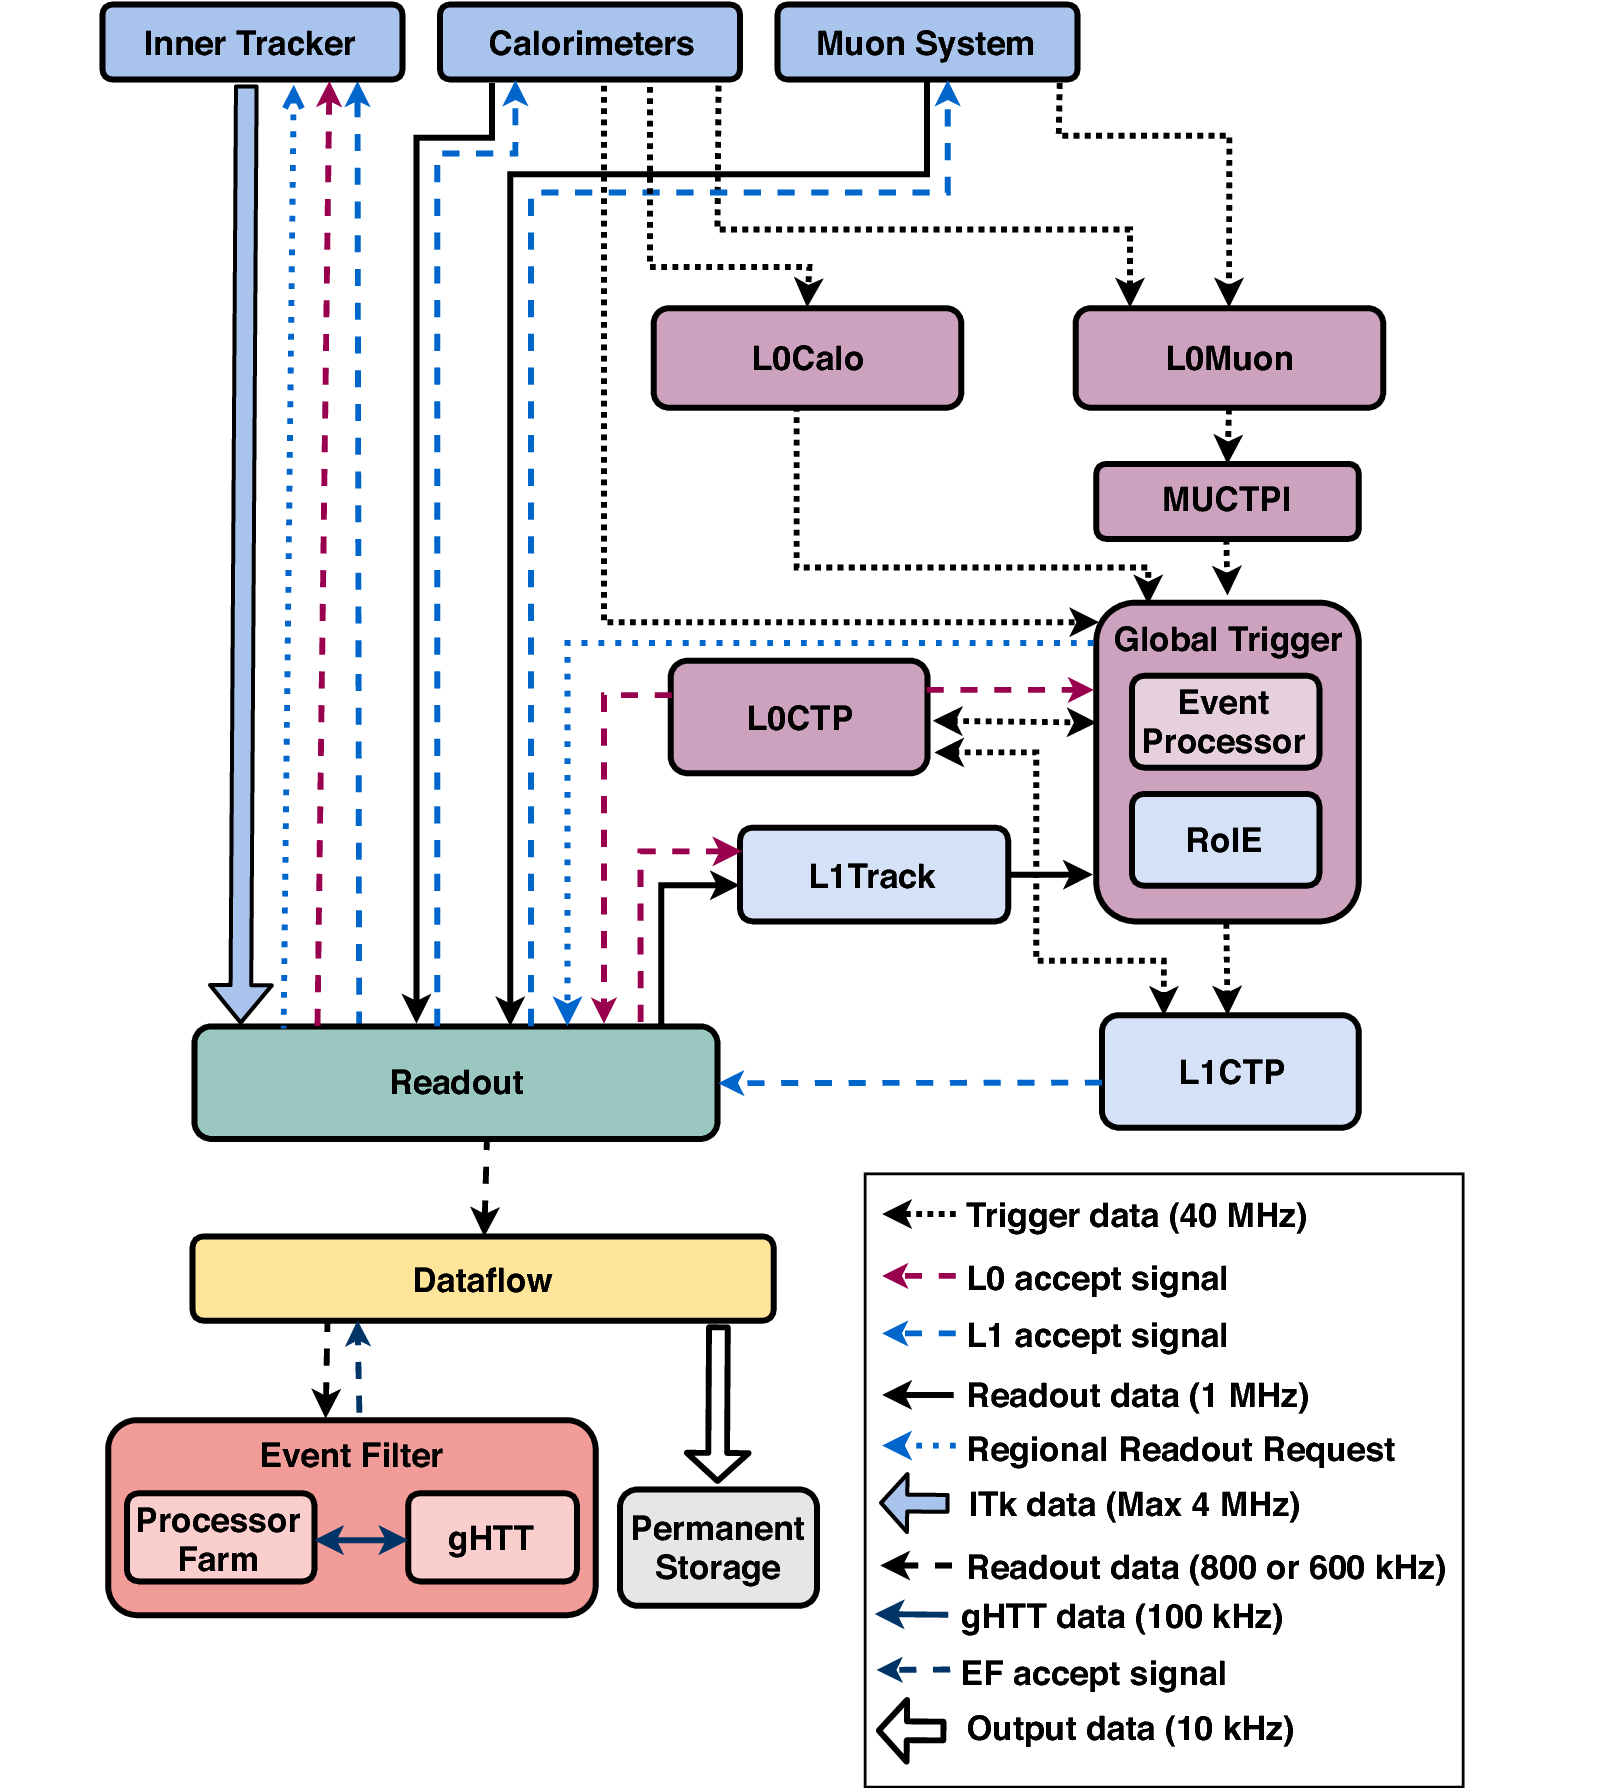 Inner Tracker
Calorimeters
Muon System
L0Calo
L0Muon
MUCTPI
Global Trigger
Event
Processor
L0CTP
RoIE
L1Track
L1CTP
Readout
Dataflow
Event Filter
Processor
Farm
gHTT
Permanent
Storage
Trigger data (40 MHz)
L0 accept signal
L1 accept signal
Readout data (1 MHz)
Regional Readout Request
ITk data (Max 4 MHz)
Readout data (800 or 600 kHz)
gHTT data (100 kHz)
EF accept signal
Output data (10 kHz)